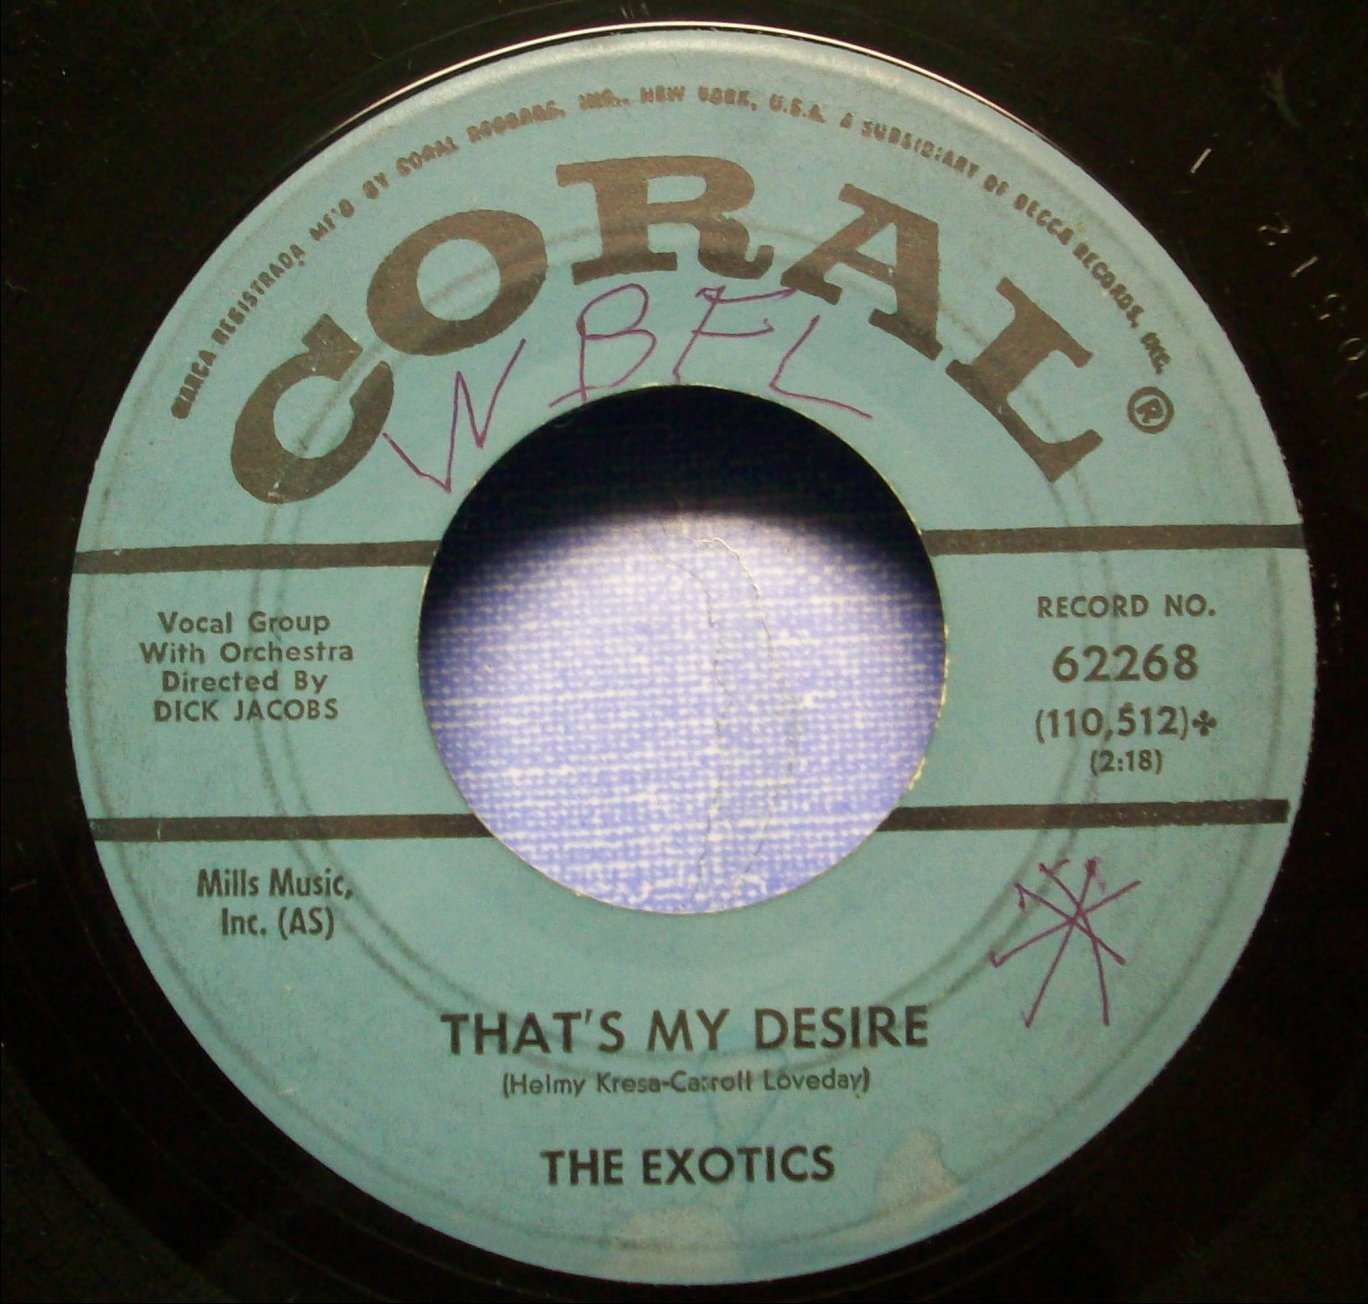 MARCA REGISTRADA MF'D BY CORAL RECORDS, INC., NEW YORK, U.S.A. A SUBSIDIARY OF DECCA RECORDS, INC.
CORAL®
WBFL
Vocal Group
With Orchestra
Directed By
DICK JACOBS
RECORD NO.
62268
(110,512)✤
(2:18)
Mills Music,
Inc. (AS)
THAT'S MY DESIRE
(Helmy Kresa-Carroll Loveday)
THE EXOTICS